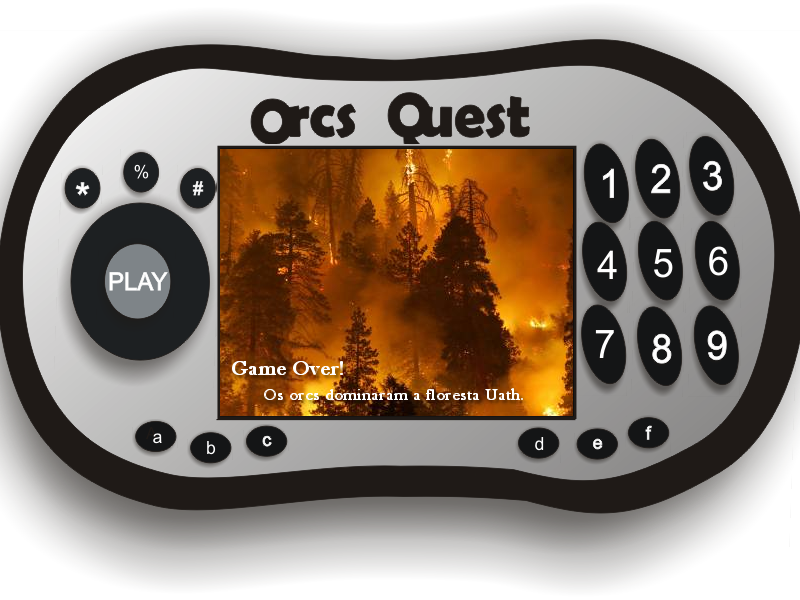 Orcs Quest
* % #
PLAY
1 2 3
4 5 6
7 8 9
Game Over!
Os orcs dominaram a floresta Uath.
a b c
d e f